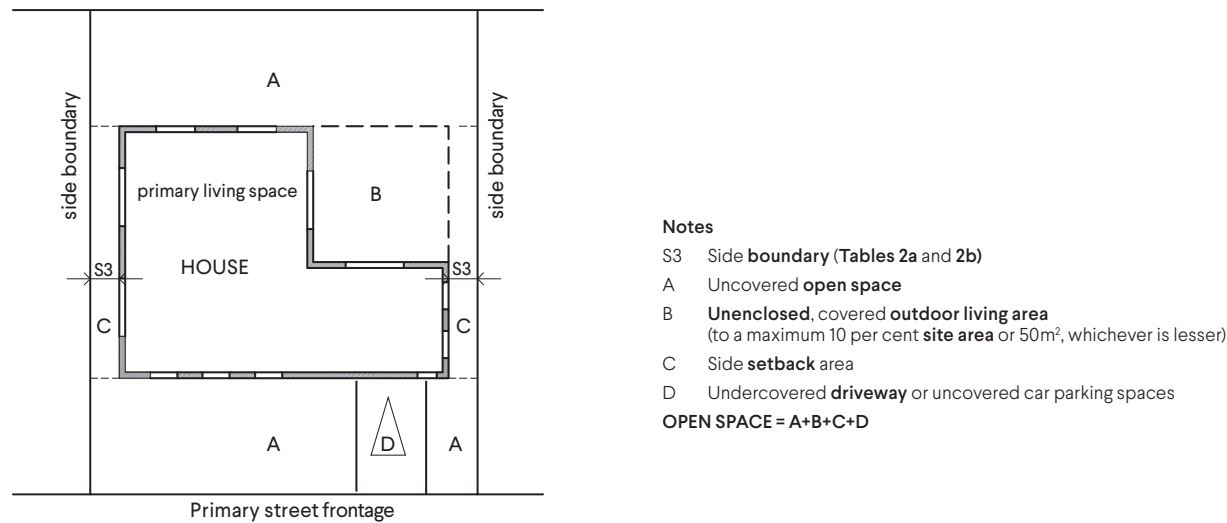 A
side boundary
side boundary
primary living space
B
S3
HOUSE
S3
C
C
A
D
A
Primary street frontage
Notes
S3 Side boundary (Tables 2a and 2b)
A Uncovered open space
B Unenclosed, covered outdoor living area
(to a maximum 10 per cent site area or 50m², whichever is lesser)
C Side setback area
D Undercovered driveway or uncovered car parking spaces
OPEN SPACE = A+B+C+D